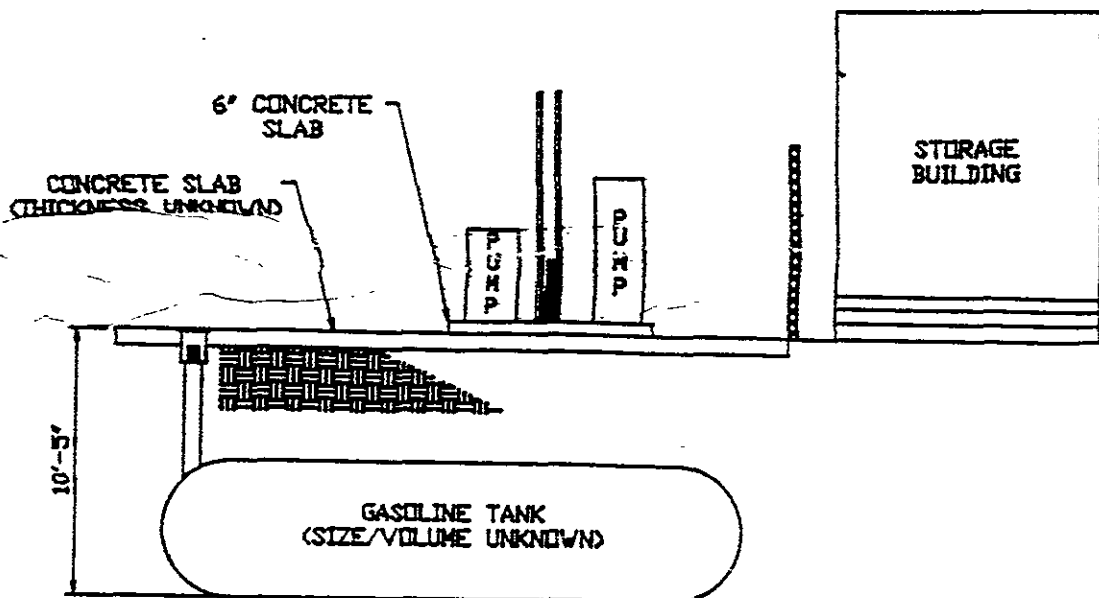 6" CONCRETE
SLAB
CONCRETE SLAB
(THICKNESS UNKNOWN)
PUMP
PUMP
STORAGE
BUILDING
10'-5"
GASOLINE TANK
(SIZE/VOLUME UNKNOWN)